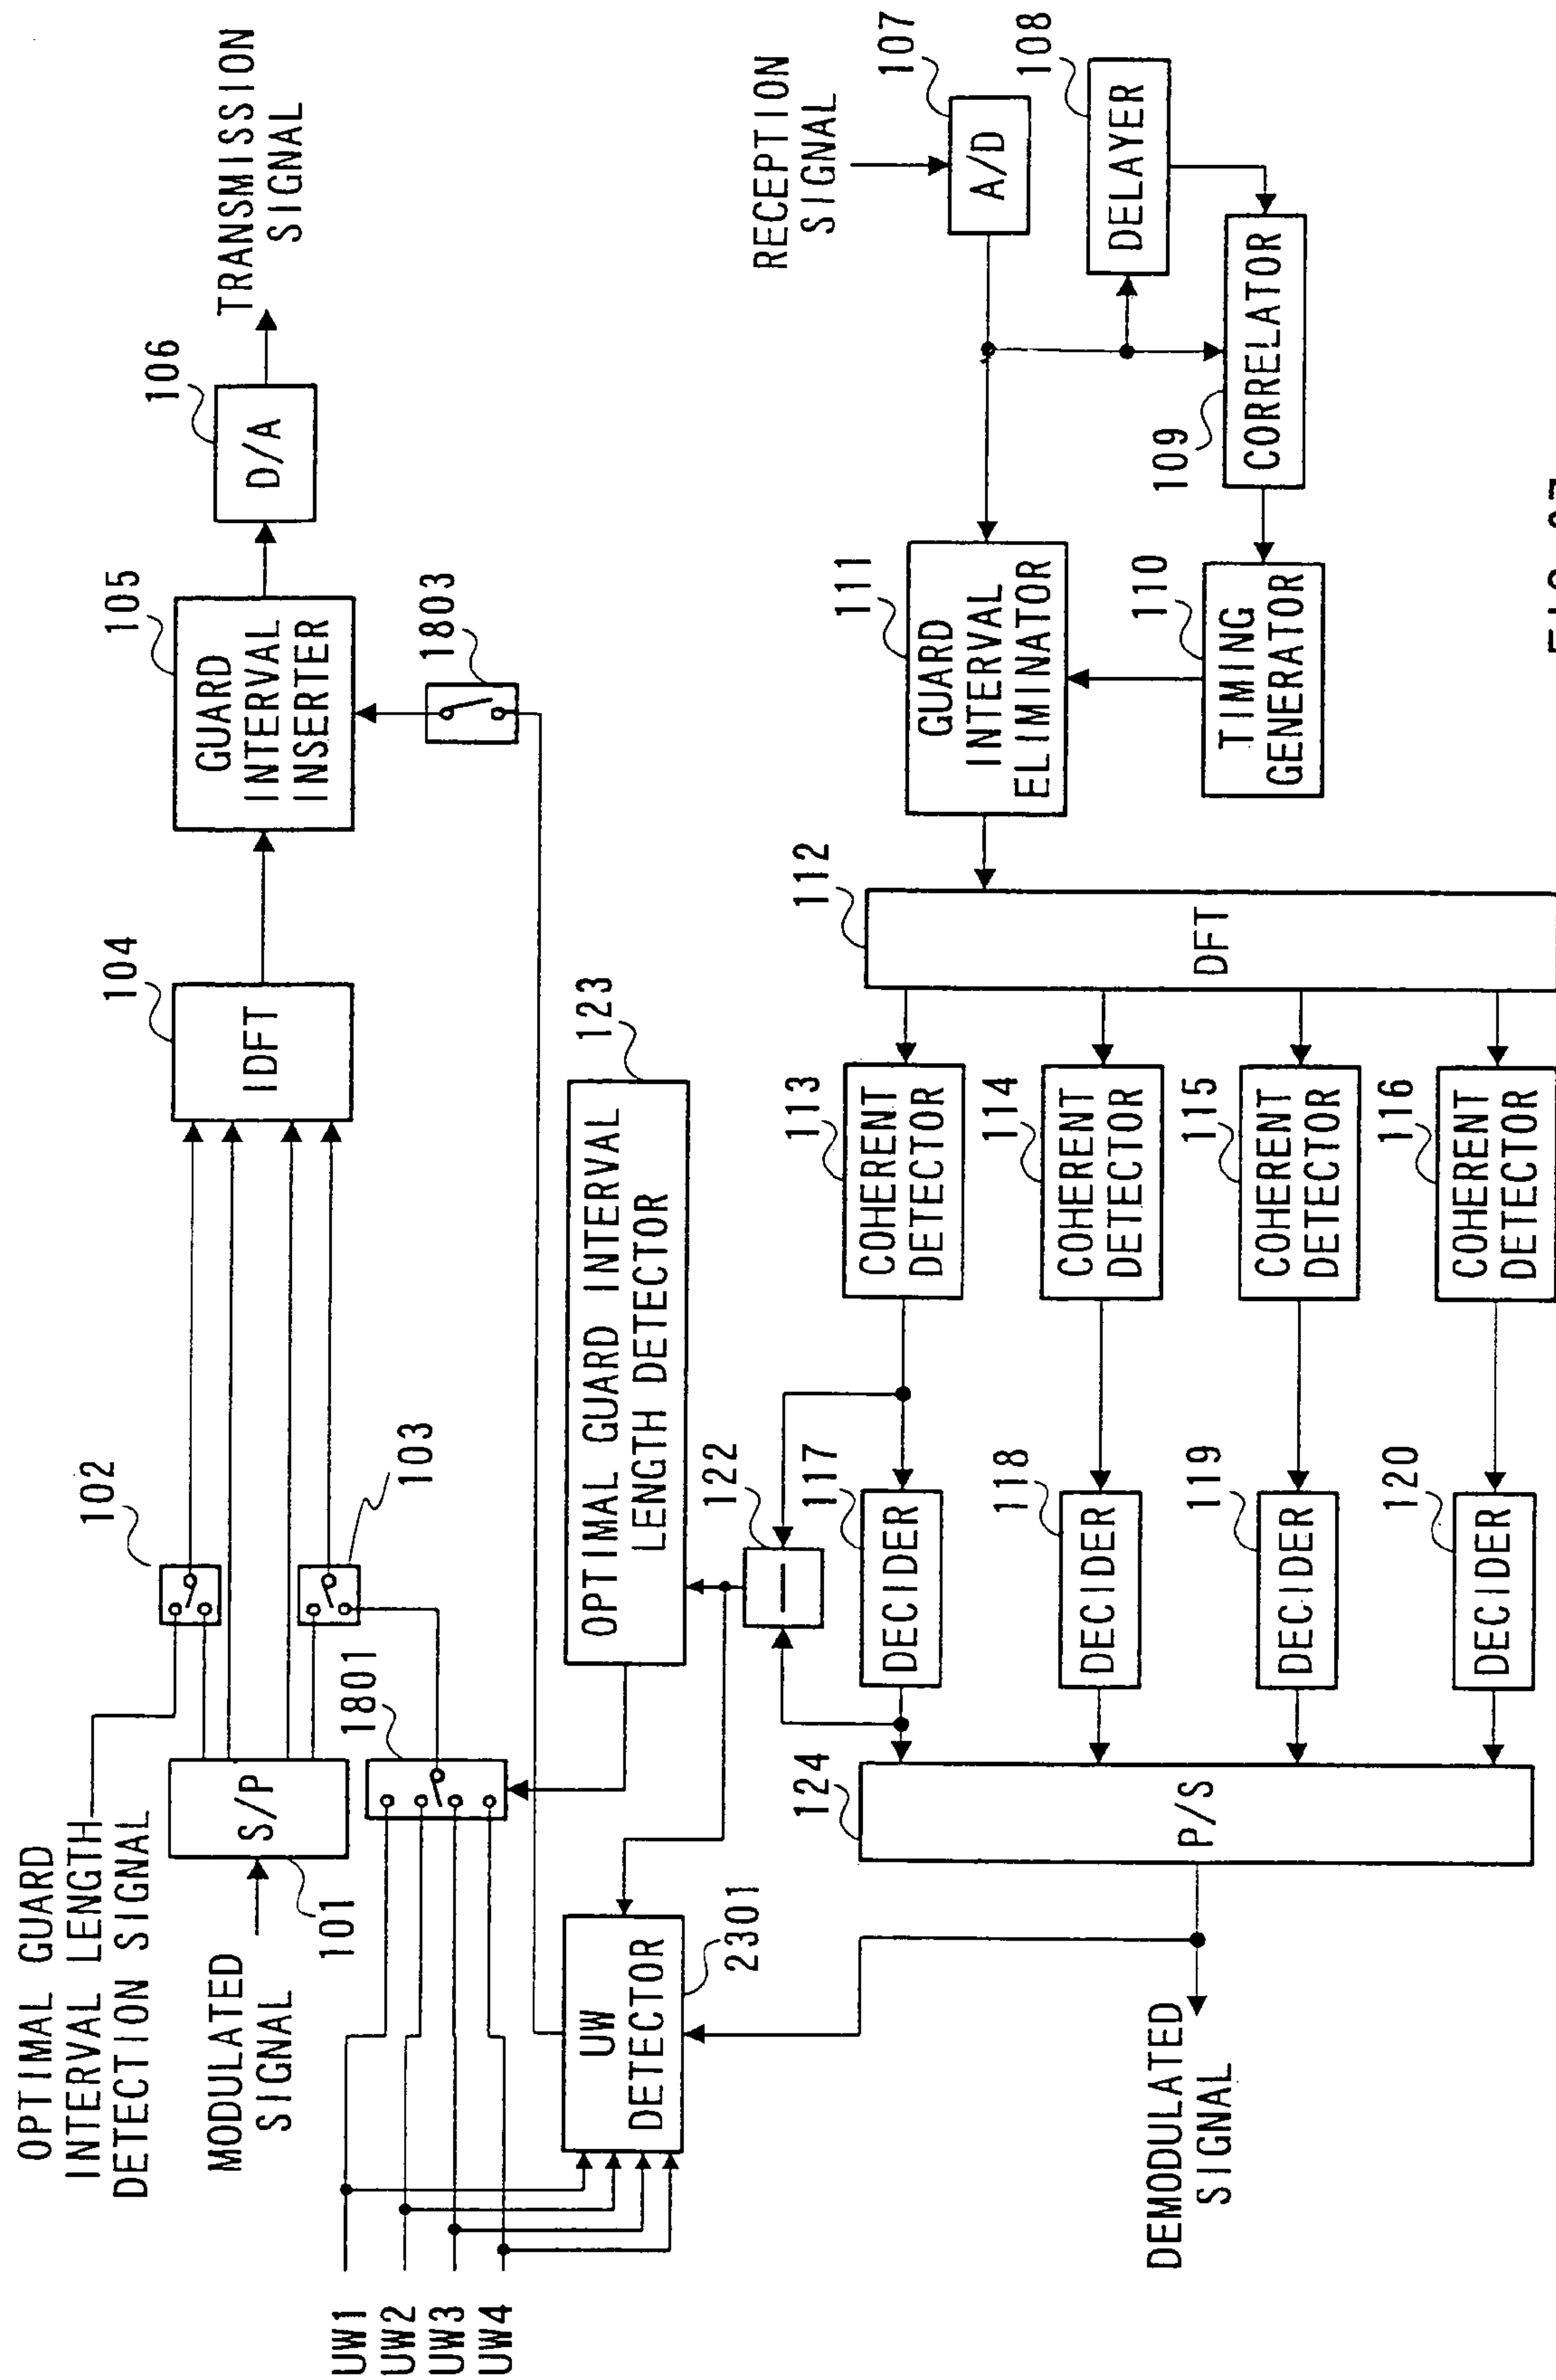 OPTIMAL GUARD
INTERVAL LENGTH
DETECTION SIGNAL
MODULATED
SIGNAL
101
S/P
102
103
104
IDFT
105
GUARD
INTERVAL
INSERTER
106
D/A
TRANSMISSION
SIGNAL
1803
1801
UW1
UW2
UW3
UW4
UW
DETECTOR
2301
123
OPTIMAL GUARD INTERVAL
LENGTH DETECTOR
RECEPTION
SIGNAL
107
A/D
108
DELAYER
109
CORRELATOR
110
TIMING
GENERATOR
111
GUARD
INTERVAL
ELIMINATOR
112
DFT
113
COHERENT
DETECTOR
114
COHERENT
DETECTOR
115
COHERENT
DETECTOR
116
COHERENT
DETECTOR
122
117
DECIDER
118
DECIDER
119
DECIDER
120
DECIDER
124
P/S
DEMODULATED
SIGNAL